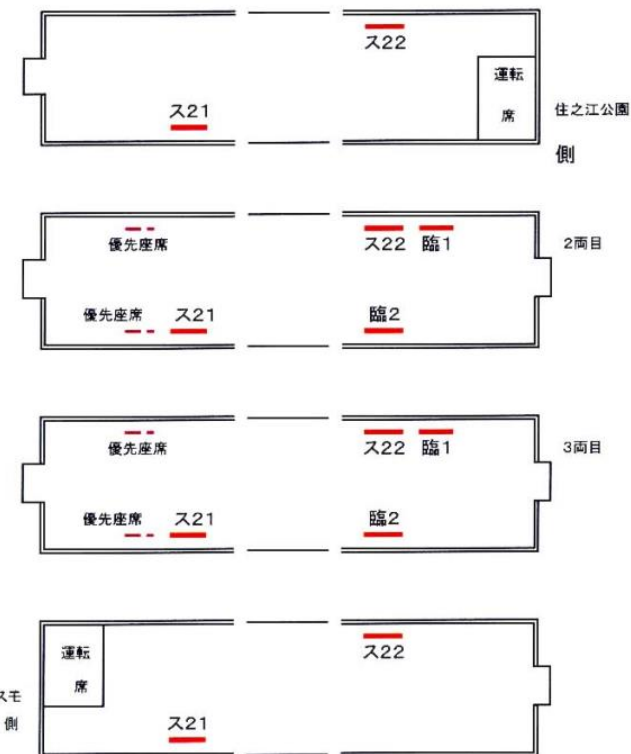 ス22
運転
席
住之江公園
側
ス21
優先座席
ス22 臨1
2両目
優先座席 ス21
臨2
優先座席
ス22 臨1
3両目
優先座席 ス21
臨2
運転
席
ス22
スモ
側
ス21